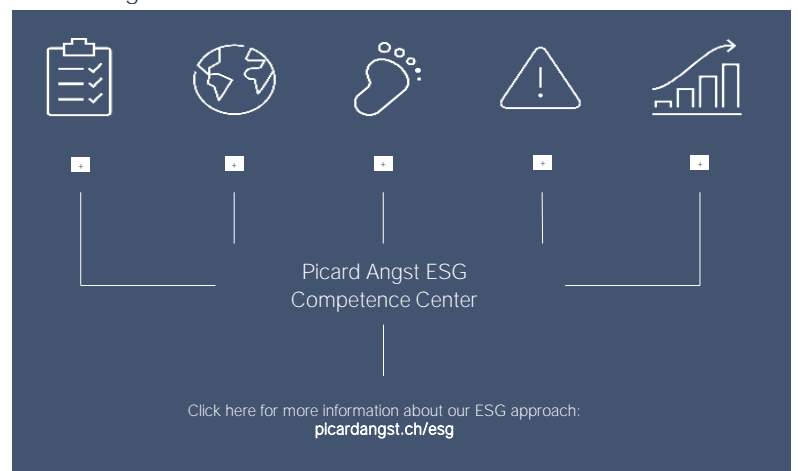 + + + + +
Picard Angst ESG
Competence Center
Click here for more information about our ESG approach:
picardangst.ch/esg